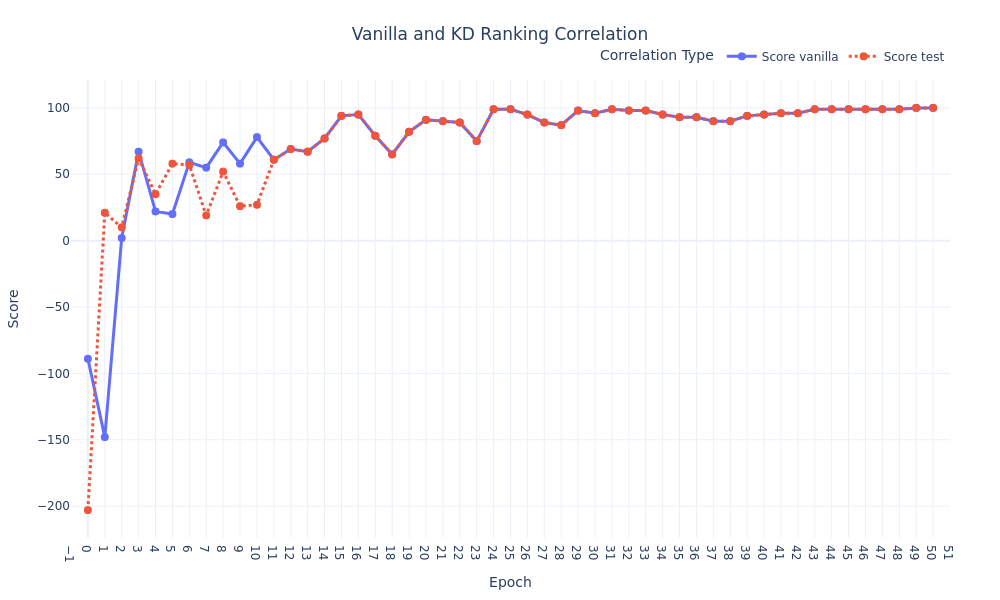 Vanilla and KD Ranking Correlation
Correlation Type Score vanilla Score test
100
50
0
−50
−100
−150
−200
Score
−1 0 1 2 3 4 5 6 7 8 9 10 11 12 13 14 15 16 17 18 19 20 21 22 23 24 25 26 27 28 29 30 31 32 33 34 35 36 37 38 39 40 41 42 43 44 45 46 47 48 49 50 51
Epoch